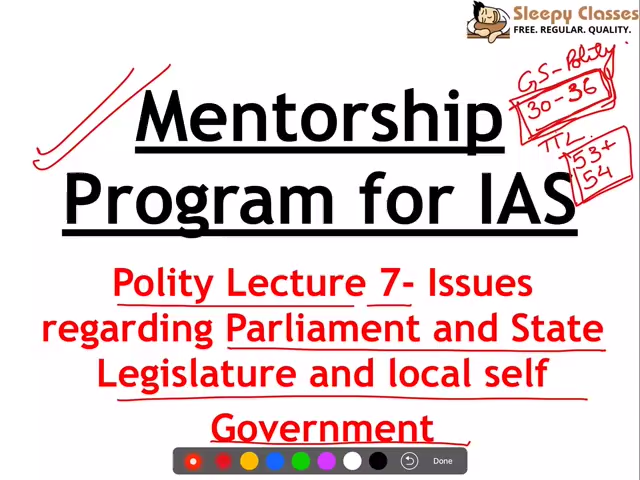 Sleepy Classes
FREE. REGULAR. QUALITY.
GS-Polity
30-36
TTL
53+
54
Mentorship
Program for IAS
Polity Lecture 7- Issues
regarding Parliament and State
Legislature and local self
Government
Done